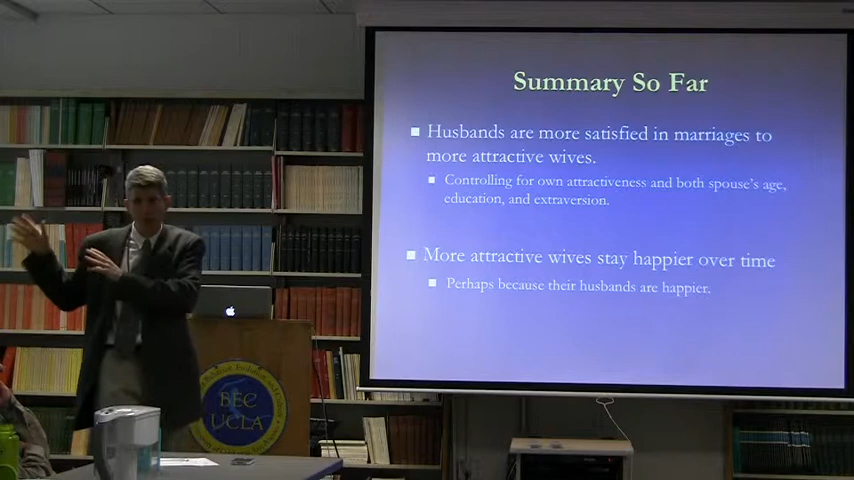 Summary So Far
Husbands are more satisfied in marriages to
more attractive wives.
Controlling for own attractiveness and both spouse's age,
education, and extraversion.
More attractive wives stay happier over time
Perhaps because their husbands are happier.
BEC
UCLA